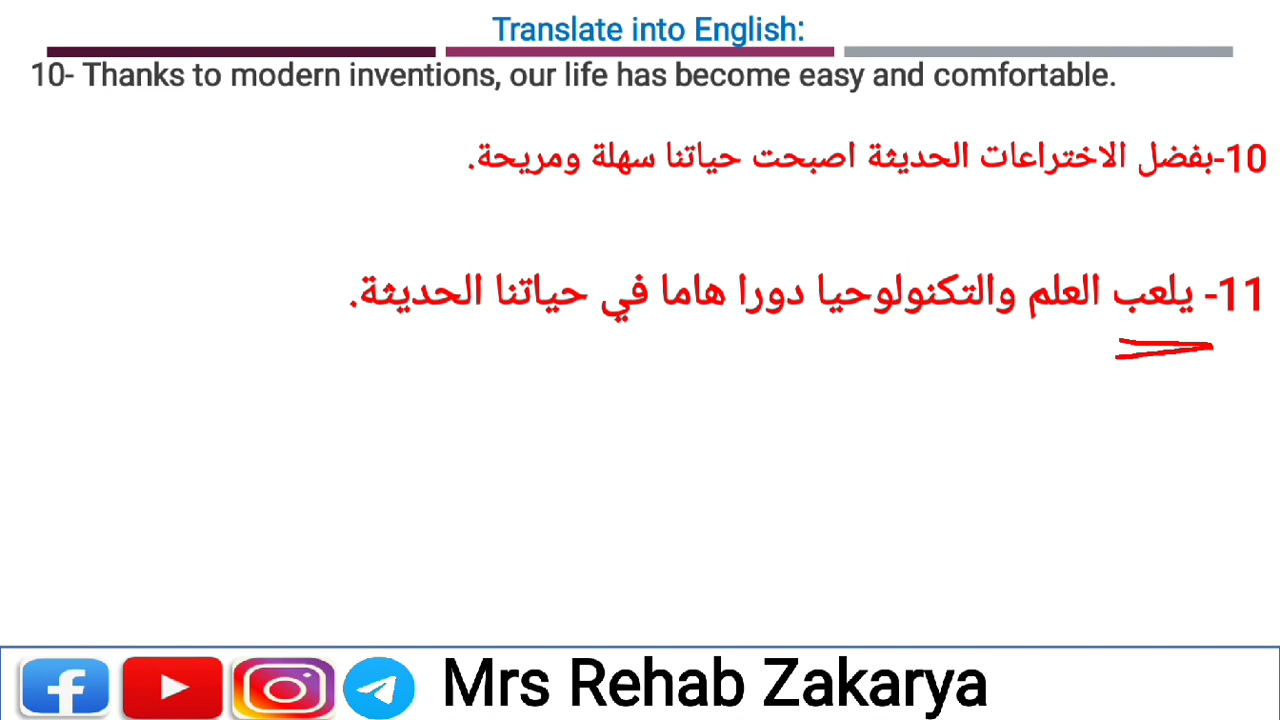 Translate into English:
10- Thanks to modern inventions, our life has become easy and comfortable.
10-بفضل الاختراعات الحديثة اصبحت حياتنا سهلة ومريحة.
11- يلعب العلم والتكنولوحيا دورا هاما في حياتنا الحديثة.
Mrs Rehab Zakarya